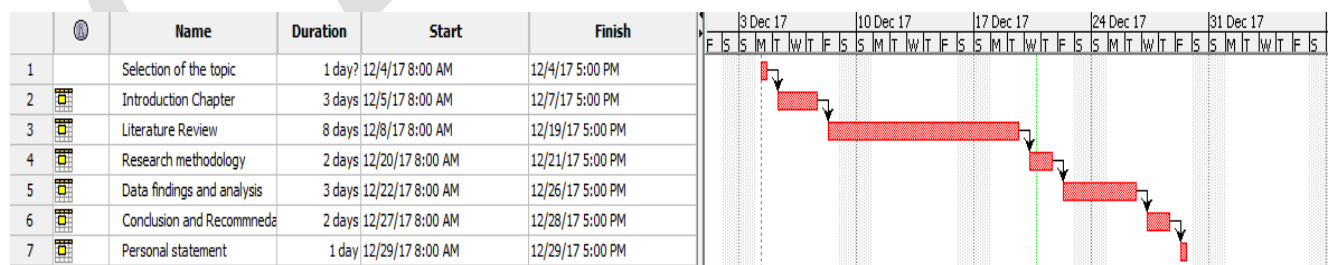 Name Duration Start Finish 3 Dec 17 10 Dec 17 17 Dec 17 24 Dec 17 31 Dec 17
F S S M T W T F S S M T W T F S S M T W T F S S M T W T F S S M T W T F S
1 Selection of the topic 1 day? 12/4/17 8:00 AM 12/4/17 5:00 PM
2 Introduction Chapter 3 days 12/5/17 8:00 AM 12/7/17 5:00 PM
3 Literature Review 8 days 12/8/17 8:00 AM 12/19/17 5:00 PM
4 Research methodology 2 days 12/20/17 8:00 AM 12/21/17 5:00 PM
5 Data findings and analysis 3 days 12/22/17 8:00 AM 12/26/17 5:00 PM
6 Conclusion and Recommneda 2 days 12/27/17 8:00 AM 12/28/17 5:00 PM
7 Personal statement 1 day 12/29/17 8:00 AM 12/29/17 5:00 PM